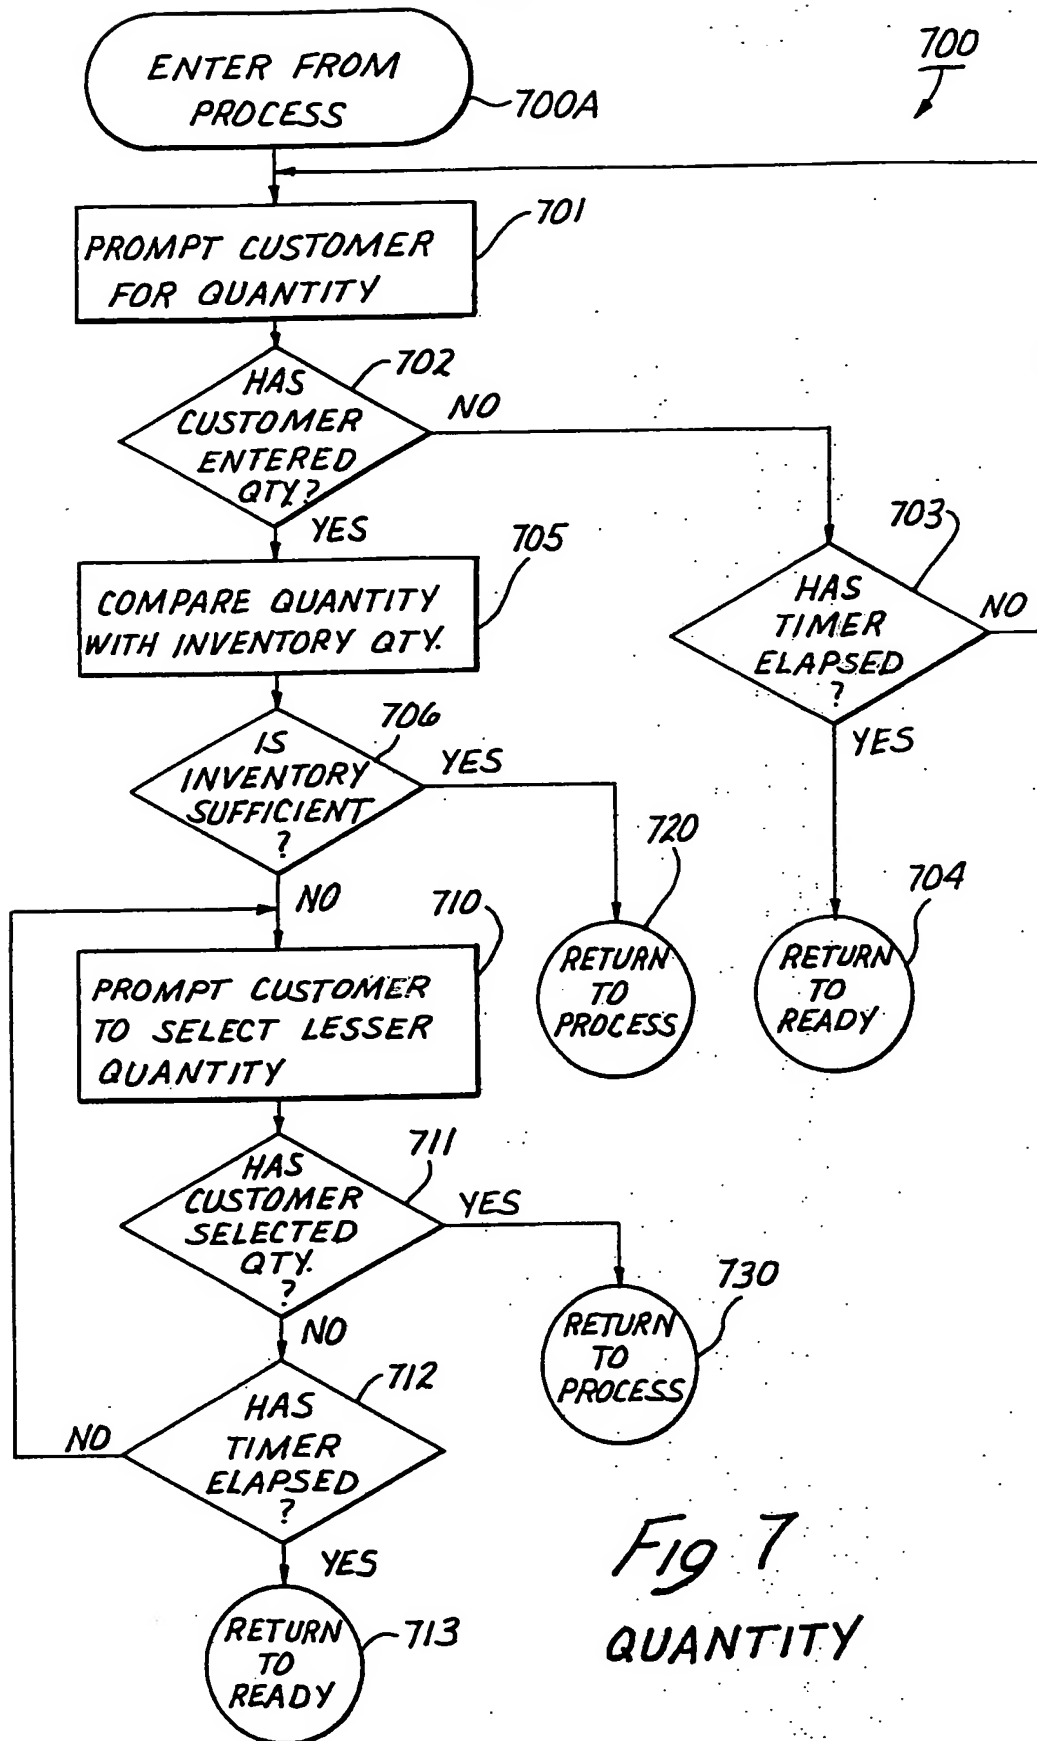 ENTER FROM
PROCESS
700A
700
701
PROMPT CUSTOMER
FOR QUANTITY
702
HAS
CUSTOMER
ENTERED
QTY.?
NO
YES
703
HAS
TIMER
ELAPSED
?
NO
YES
705
COMPARE QUANTITY
WITH INVENTORY QTY.
706
IS
INVENTORY
SUFFICIENT
?
YES
NO
720
RETURN
TO
PROCESS
704
RETURN
TO
READY
710
PROMPT CUSTOMER
TO SELECT LESSER
QUANTITY
711
HAS
CUSTOMER
SELECTED
QTY.
?
YES
NO
730
RETURN
TO
PROCESS
712
HAS
TIMER
ELAPSED
?
NO
YES
713
RETURN
TO
READY
Fig 7
QUANTITY